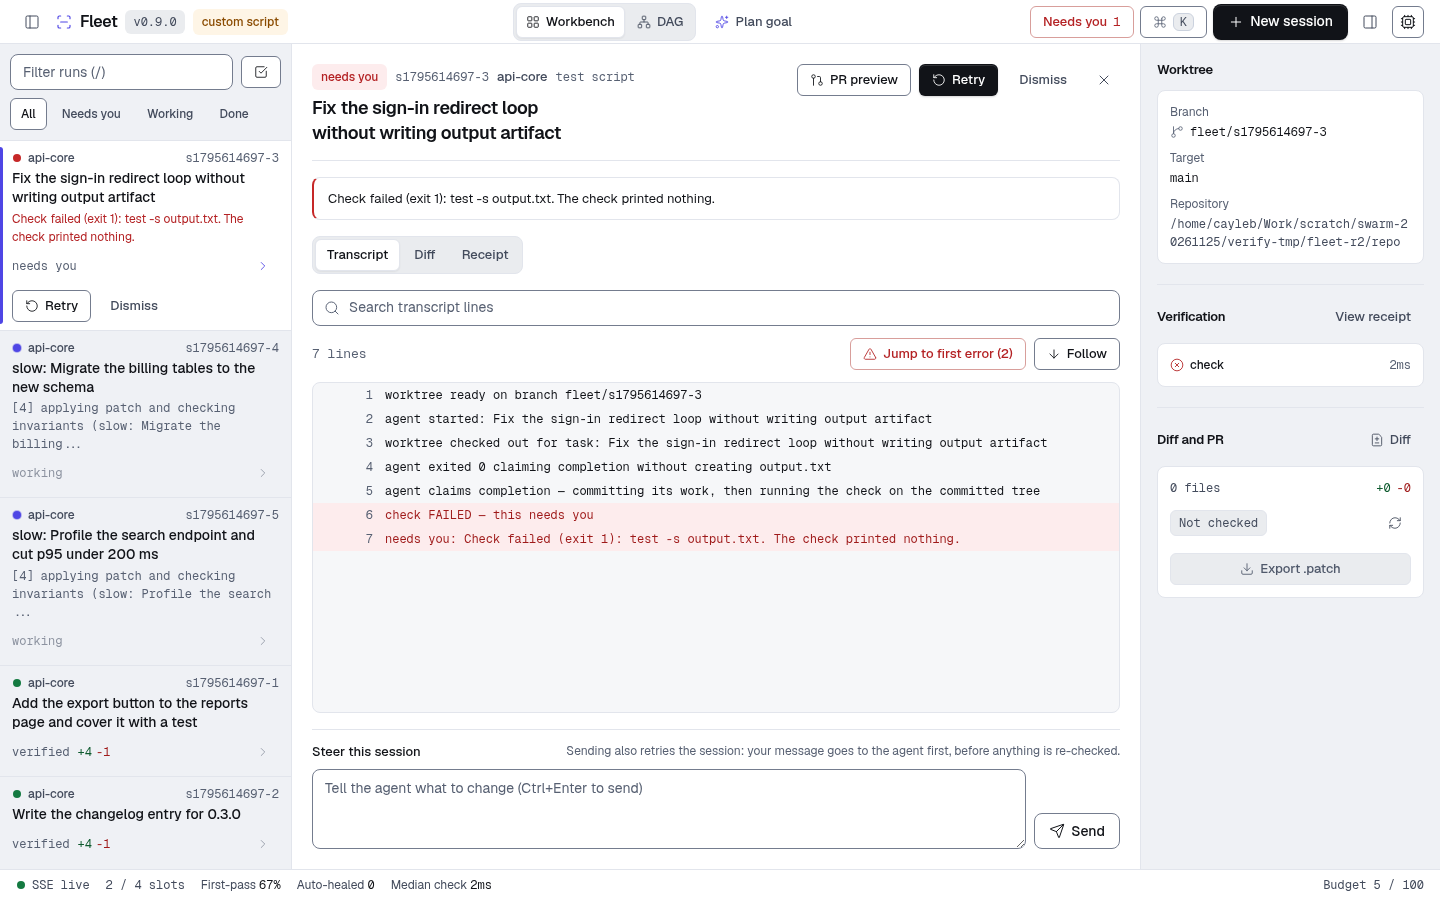 Fleet v0.9.0 custom script
Workbench DAG Plan goal
Needs you 1 ⌘ K New session
Filter runs (/)
All Needs you Working Done
api-core s1795614697-3
Fix the sign-in redirect loop without
writing output artifact
Check failed (exit 1): test -s output.txt. The
check printed nothing.
needs you
Retry Dismiss
api-core s1795614697-4
slow: Migrate the billing tables to the
new schema
[4] applying patch and checking
invariants (slow: Migrate the
billing...
working
api-core s1795614697-5
slow: Profile the search endpoint and
cut p95 under 200 ms
[4] applying patch and checking
invariants (slow: Profile the search
...
working
api-core s1795614697-1
Add the export button to the reports
page and cover it with a test
verified +4 -1
api-core s1795614697-2
Write the changelog entry for 0.3.0
verified +4 -1
needs you s1795614697-3 api-core test script
PR preview Retry Dismiss
Fix the sign-in redirect loop
without writing output artifact
Check failed (exit 1): test -s output.txt. The check printed nothing.
Transcript Diff Receipt
Search transcript lines
7 lines
Jump to first error (2) Follow
1 worktree ready on branch fleet/s1795614697-3
2 agent started: Fix the sign-in redirect loop without writing output artifact
3 worktree checked out for task: Fix the sign-in redirect loop without writing output artifact
4 agent exited 0 claiming completion without creating output.txt
5 agent claims completion — committing its work, then running the check on the committed tree
6 check FAILED — this needs you
7 needs you: Check failed (exit 1): test -s output.txt. The check printed nothing.
Steer this session Sending also retries the session: your message goes to the agent first, before anything is re-checked.
Tell the agent what to change (Ctrl+Enter to send)
Send
Worktree
Branch
fleet/s1795614697-3
Target
main
Repository
/home/cayleb/Work/scratch/swarm-2
0261125/verify-tmp/fleet-r2/repo
Verification View receipt
check 2ms
Diff and PR Diff
0 files +0 -0
Not checked
Export .patch
SSE live 2 / 4 slots First-pass 67% Auto-healed 0 Median check 2ms
Budget 5 / 100